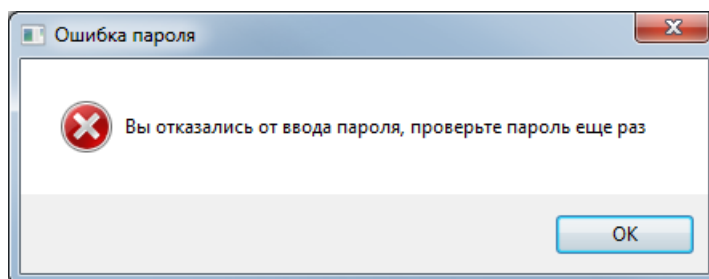 Ошибка пароля
Вы отказались от ввода пароля, проверьте пароль еще раз
OK